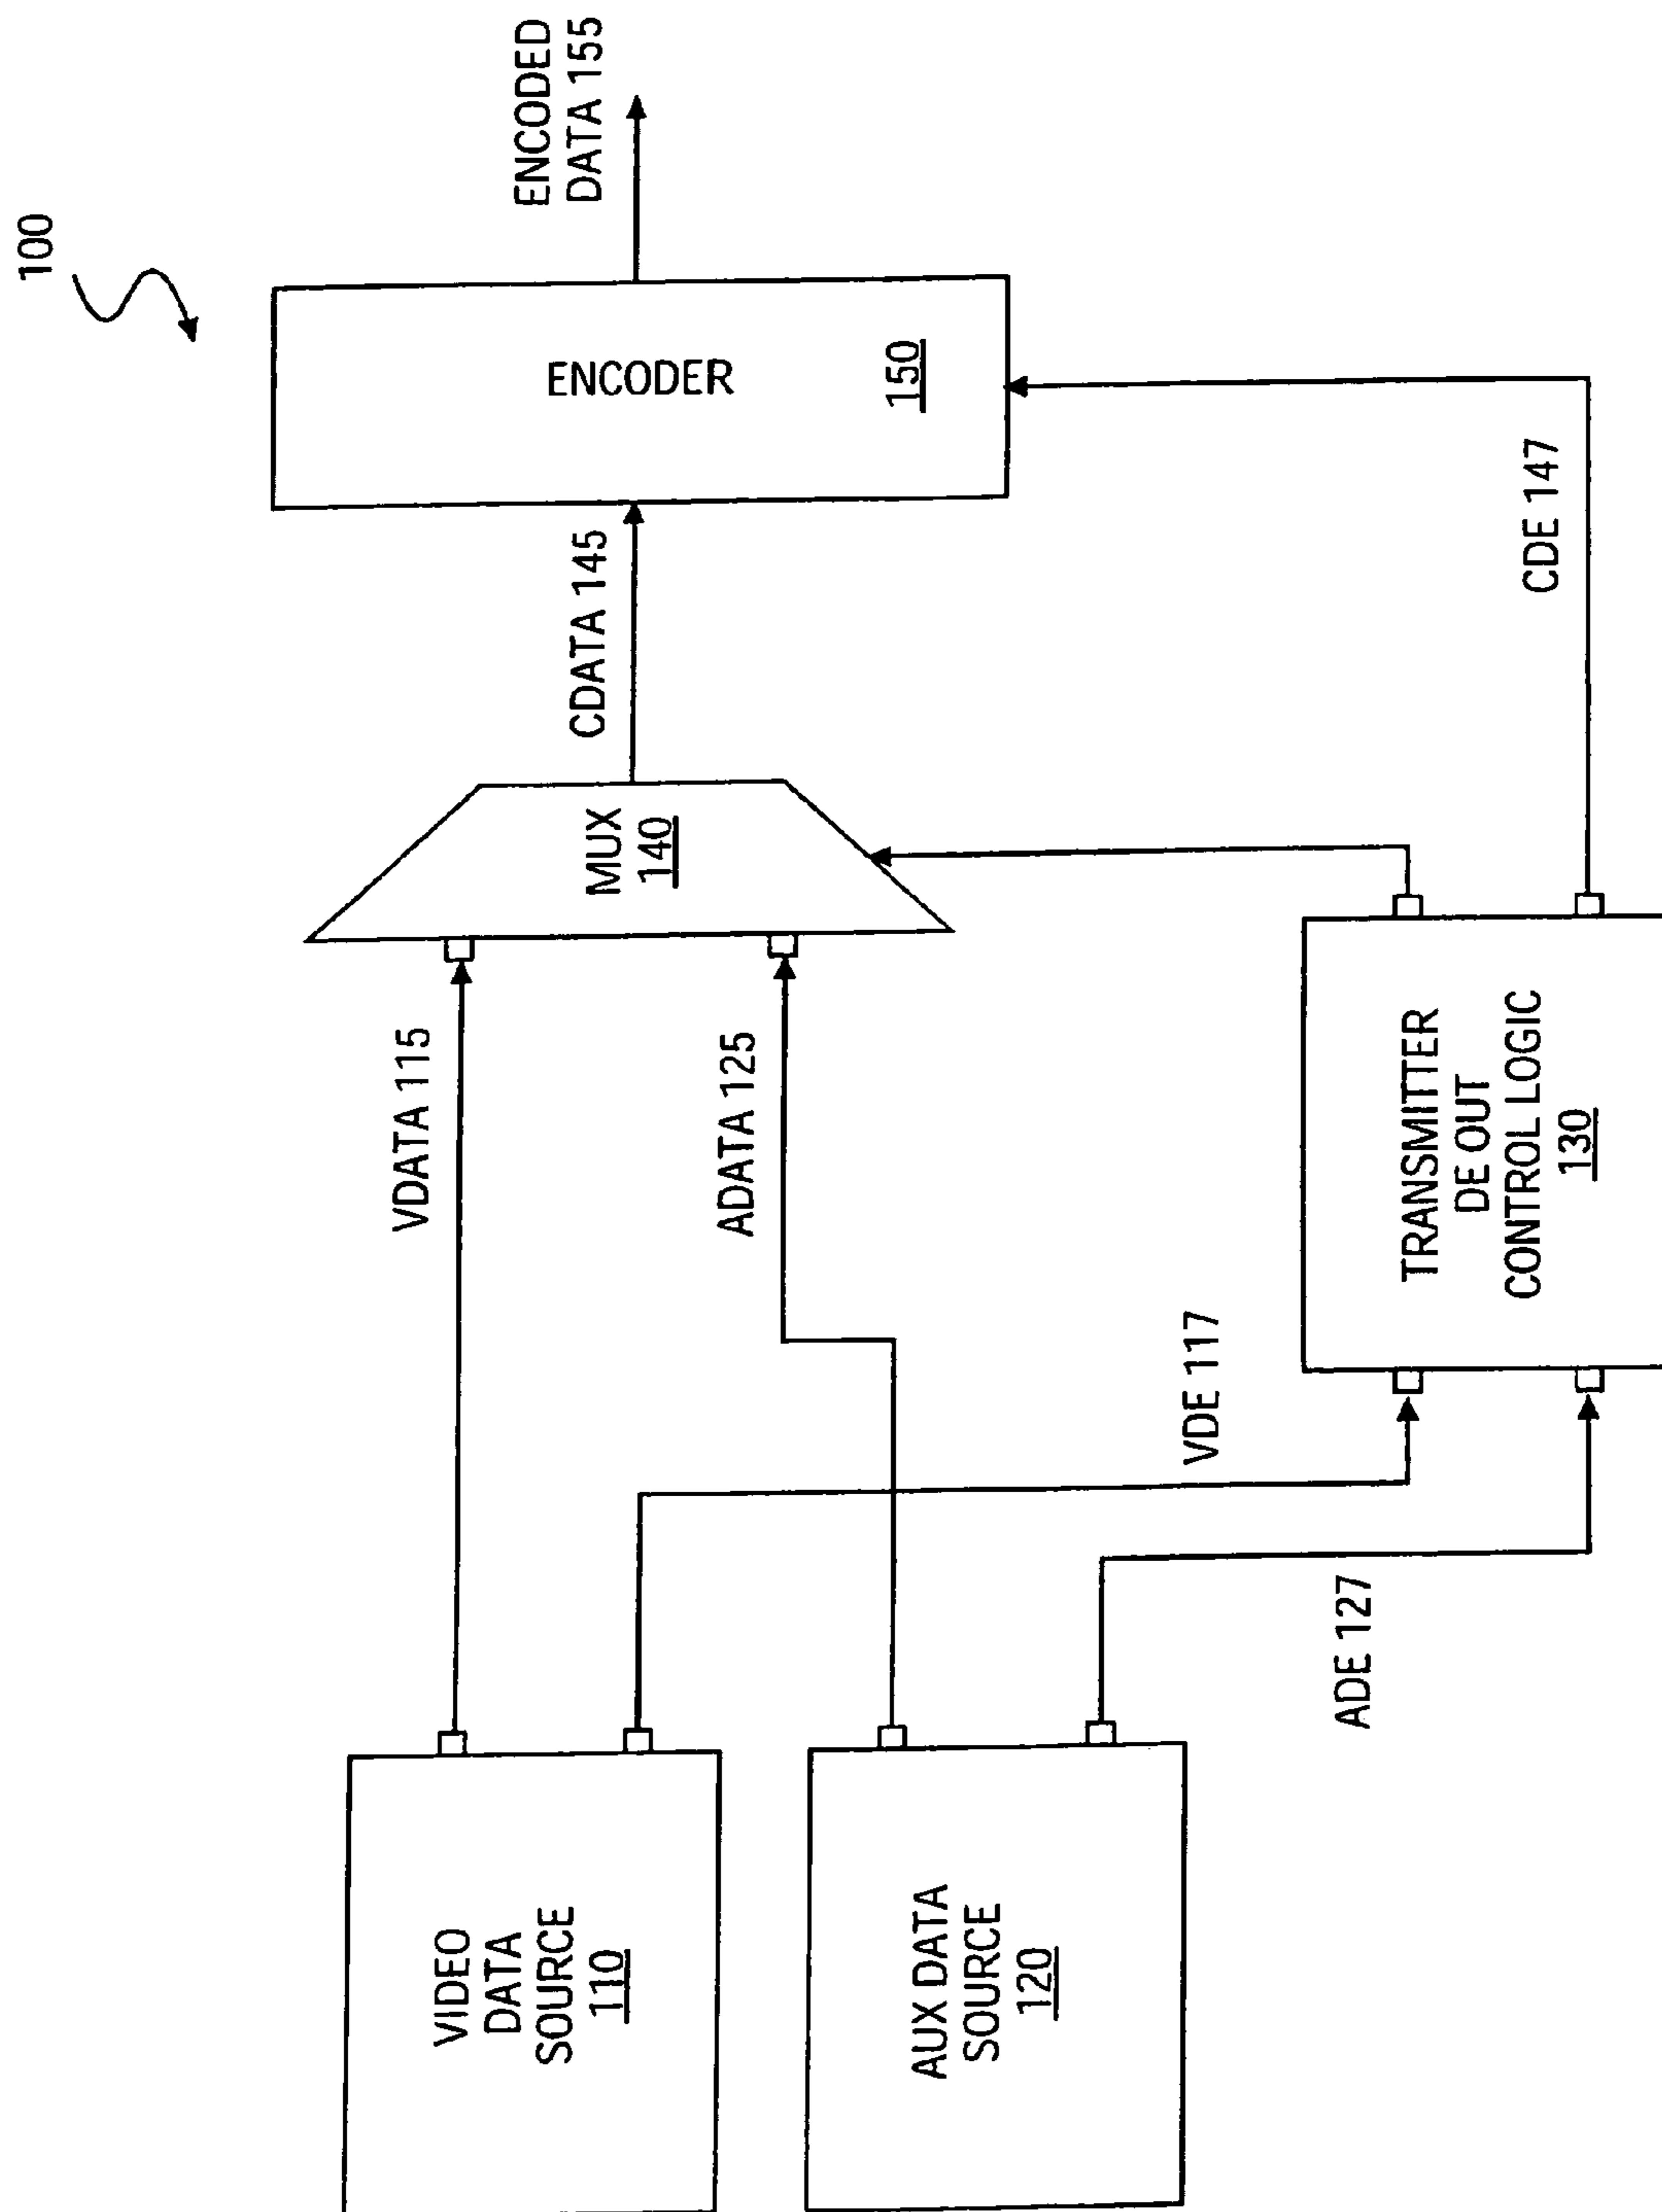 100
VIDEO
DATA
SOURCE
110
VDATA 115
MUX
140
CDATA 145
ENCODER
150
ENCODED
DATA 155
AUX DATA
SOURCE
120
ADATA 125
VDE 117
ADE 127
TRANSMITTER
DE OUT
CONTROL LOGIC
130
CDE 147